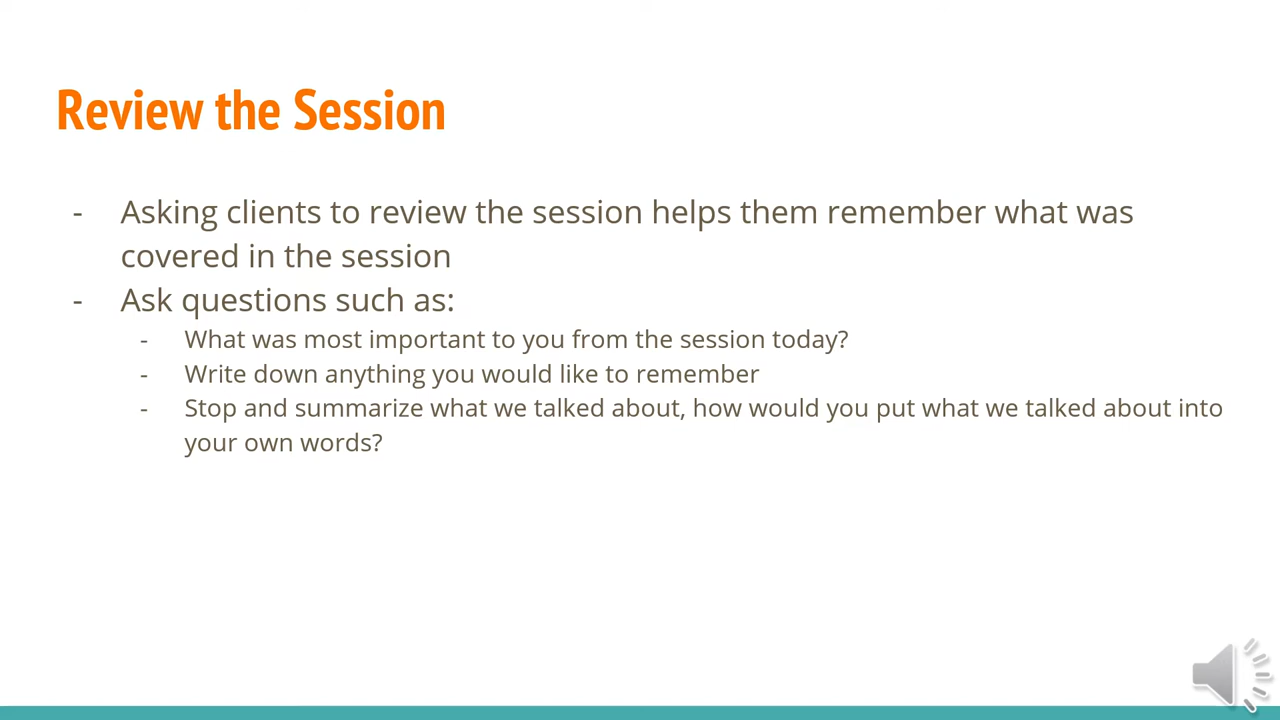 Review the Session
- Asking clients to review the session helps them remember what was
covered in the session
- Ask questions such as:
- What was most important to you from the session today?
- Write down anything you would like to remember
- Stop and summarize what we talked about, how would you put what we talked about into
your own words?